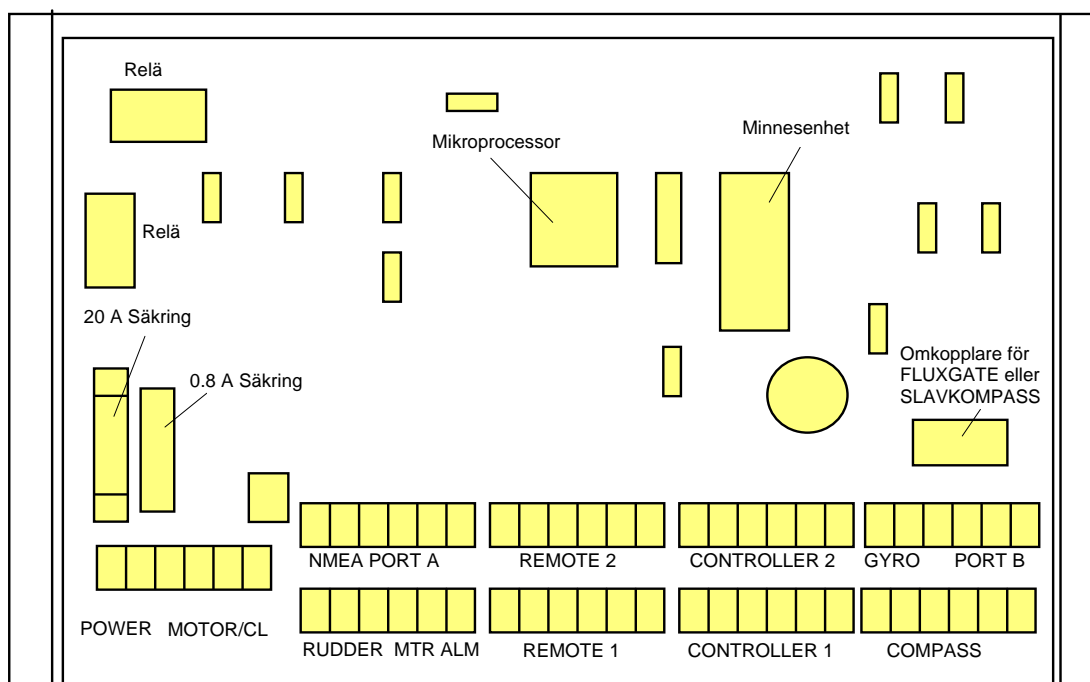 Relä
Mikroprocessor
Minnesenhet
Relä
20 A Säkring
0.8 A Säkring
Omkopplare för
FLUXGATE eller
SLAVKOMPASS
NMEA PORT A
REMOTE 2
CONTROLLER 2
GYRO
PORT B
POWER
MOTOR/CL
RUDDER
MTR ALM
REMOTE 1
CONTROLLER 1
COMPASS